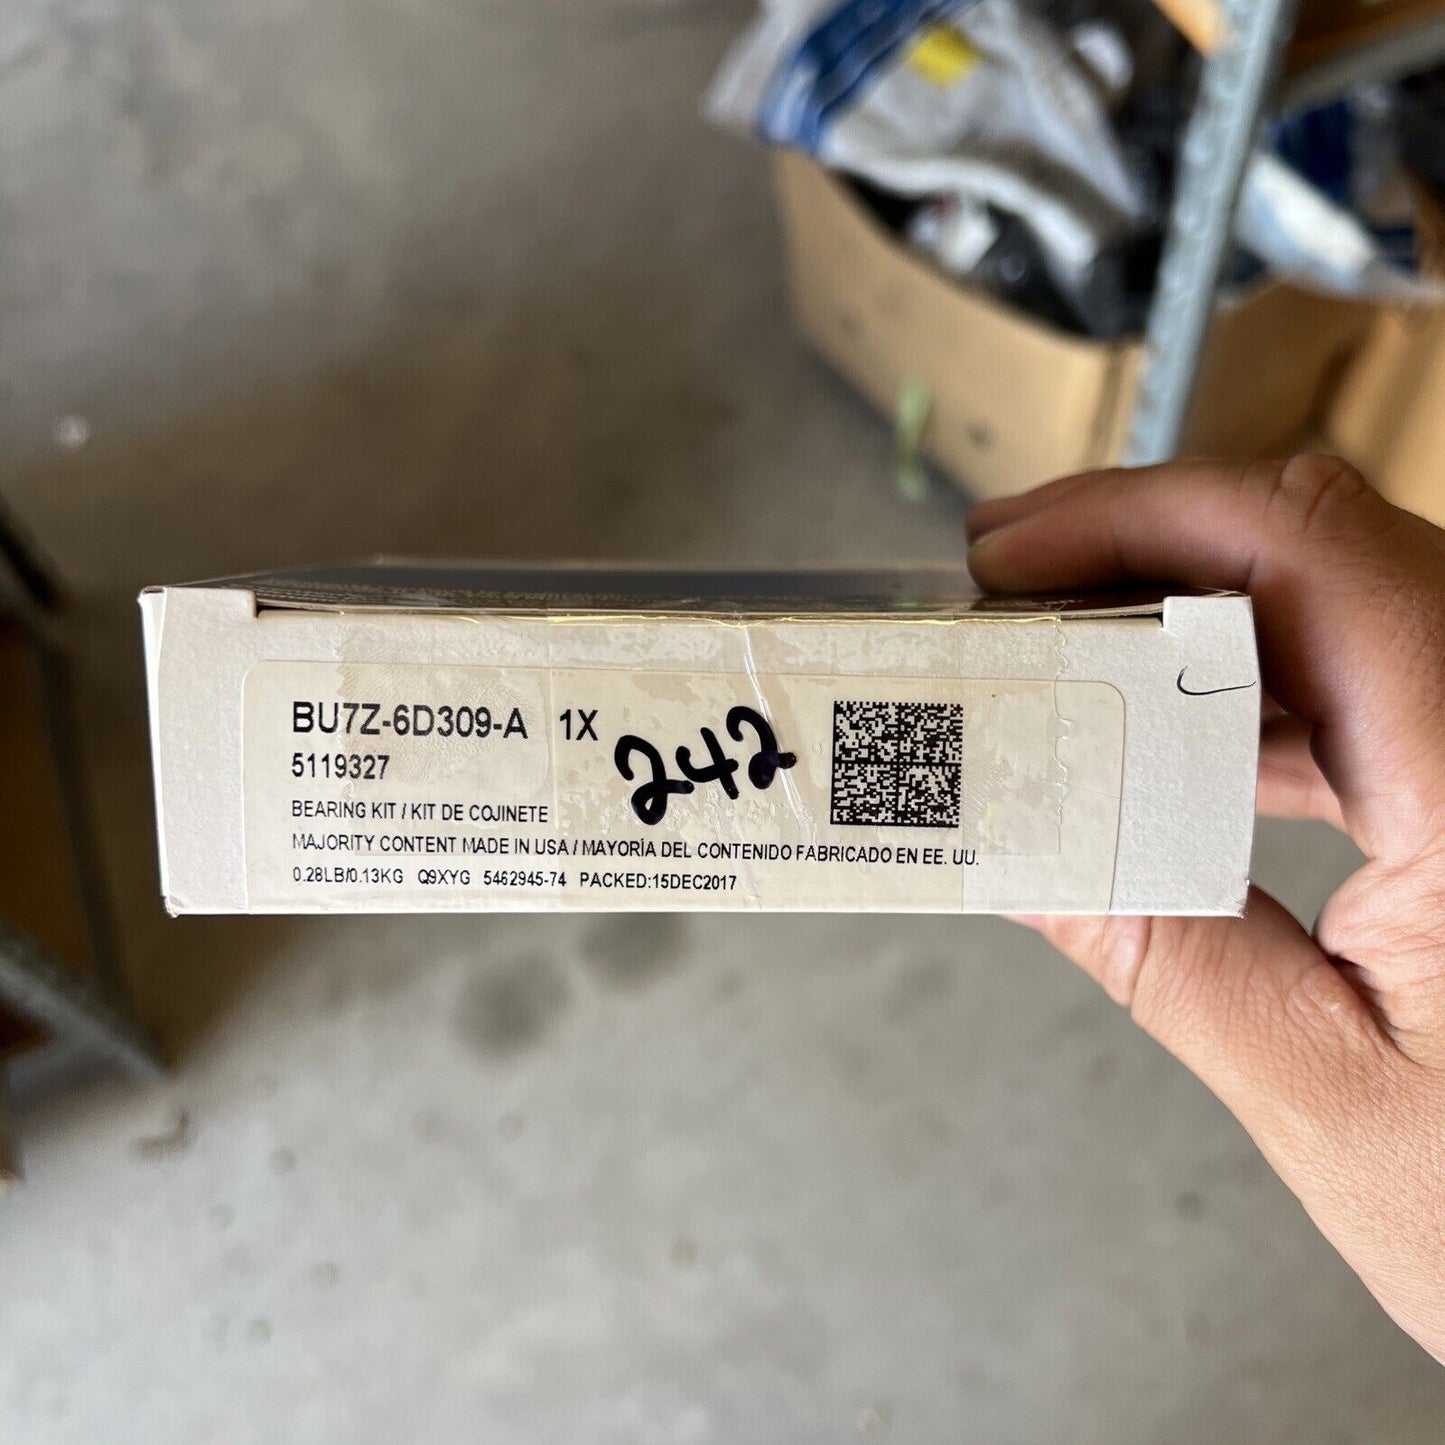 BU7Z-6D309-A 1X
242
5119327
BEARING KIT / KIT DE COJINETE
MAJORITY CONTENT MADE IN USA / MAYORÍA DEL CONTENIDO FABRICADO EN EE. UU.
0.28LB/0.13KG Q9XYG 5462945-74 PACKED:15DEC2017